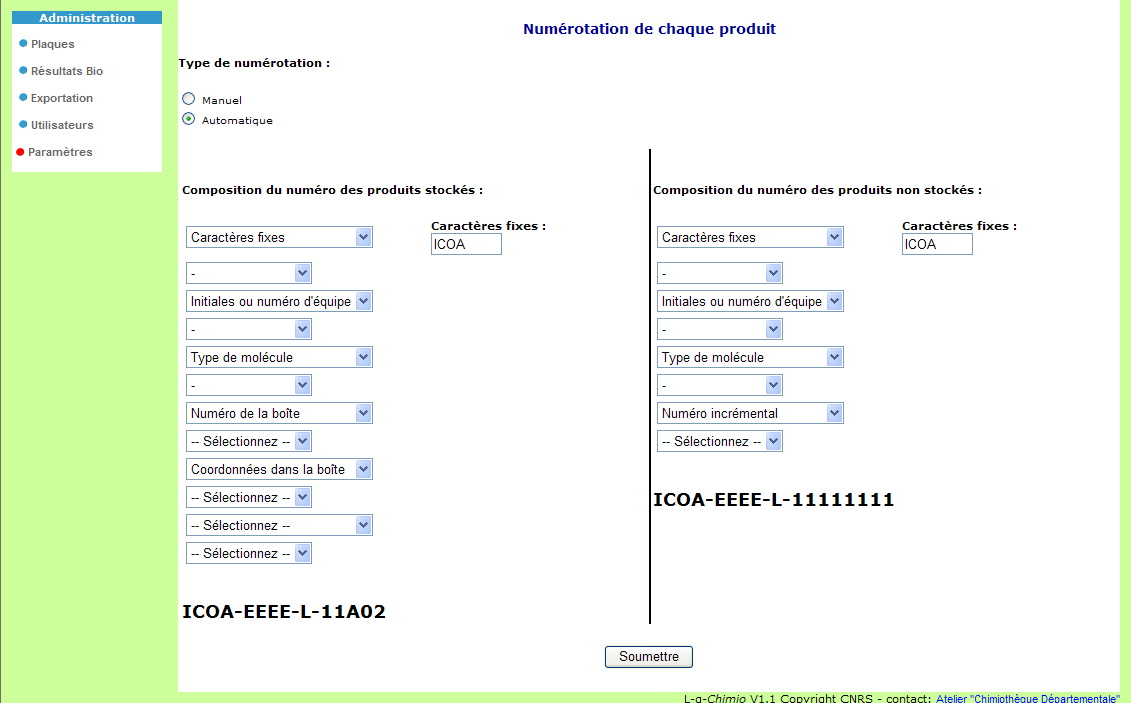 Administration
Plaques
Résultats Bio
Exportation
Utilisateurs
Paramètres
Numérotation de chaque produit
Type de numérotation :
Manuel
Automatique
Composition du numéro des produits stockés :
Caractères fixes
Caractères fixes :
ICOA
-
Initiales ou numéro d'équipe
-
Type de molécule
-
Numéro de la boîte
-- Sélectionnez --
Coordonnées dans la boîte
-- Sélectionnez --
-- Sélectionnez --
-- Sélectionnez --
ICOA-EEEE-L-11A02
Composition du numéro des produits non stockés :
Caractères fixes
Caractères fixes :
ICOA
-
Initiales ou numéro d'équipe
-
Type de molécule
-
Numéro incrémental
-- Sélectionnez --
ICOA-EEEE-L-11111111
Soumettre
L-g-Chimio V1.1 Copyright CNRS - contact: Atelier "Chimiothèque Départementale"